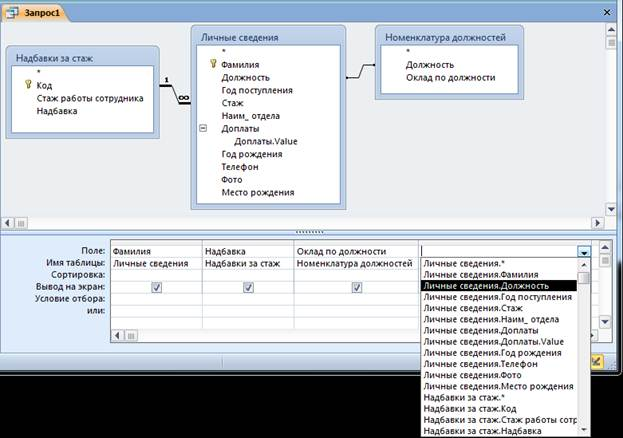 Запрос1
Надбавки за стаж
*
Код
Стаж работы сотрудника
Надбавка
1
∞
Личные сведения
*
Фамилия
Должность
Год поступления
Стаж
Наим_ отдела
Доплаты
Доплаты.Value
Год рождения
Телефон
Фото
Место рождения
Номенклатура должностей
*
Должность
Оклад по должности
Поле: Фамилия Надбавка Оклад по должности
Имя таблицы: Личные сведения Надбавки за стаж Номенклатура должностей
Сортировка:
Вывод на экран:
Условие отбора:
или:
Личные сведения.*
Личные сведения.Фамилия
Личные сведения.Должность
Личные сведения.Год поступления
Личные сведения.Стаж
Личные сведения.Наим_ отдела
Личные сведения.Доплаты
Личные сведения.Доплаты.Value
Личные сведения.Год рождения
Личные сведения.Телефон
Личные сведения.Фото
Личные сведения.Место рождения
Надбавки за стаж.*
Надбавки за стаж.Код
Надбавки за стаж.Стаж работы сотр
Надбавки за стаж.Надбавка